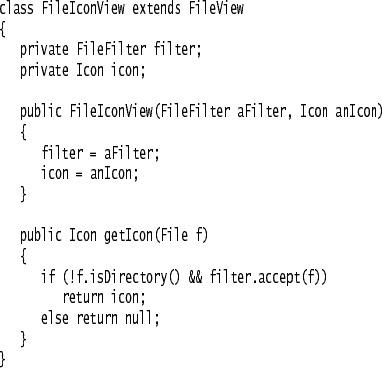 class FileIconView extends FileView
{
   private FileFilter filter;
   private Icon icon;

   public FileIconView(FileFilter aFilter, Icon anIcon)
   {
      filter = aFilter;
      icon = anIcon;
   }

   public Icon getIcon(File f)
   {
      if (!f.isDirectory() && filter.accept(f))
         return icon;
      else return null;
   }
}